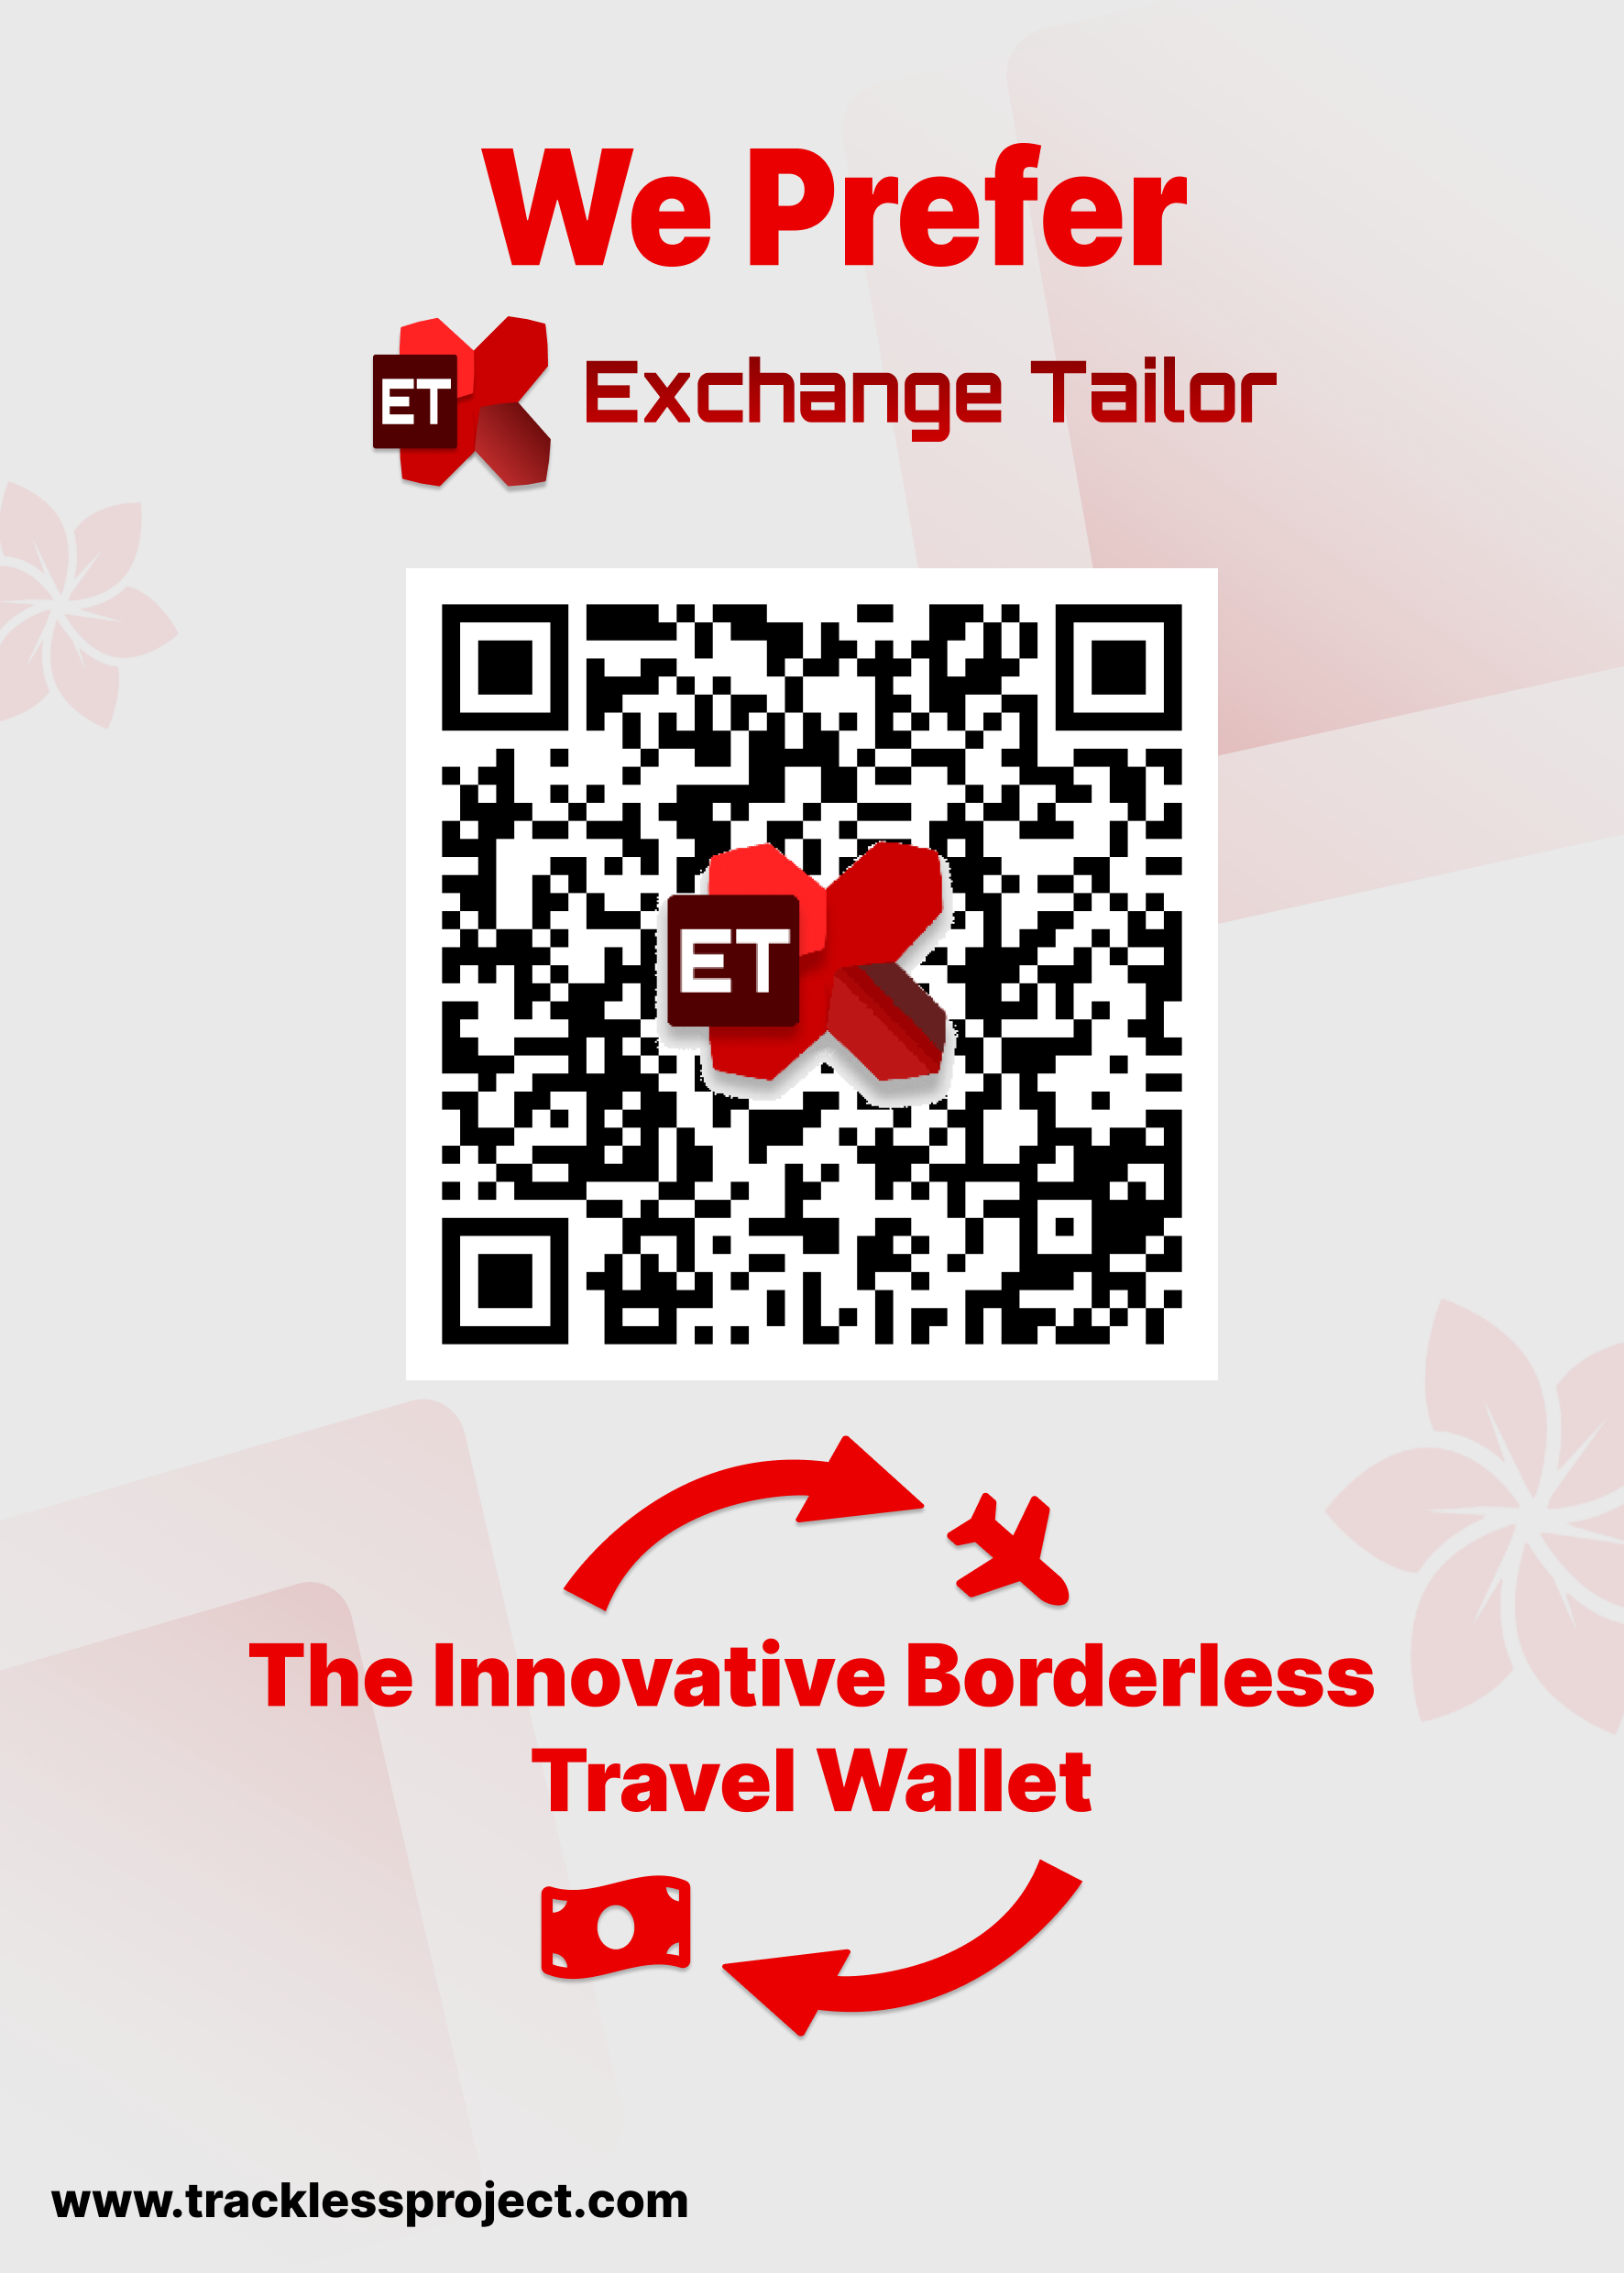 We Prefer
ET
Exchange Tailor
ET
The Innovative Borderless
Travel Wallet
www.tracklessproject.com